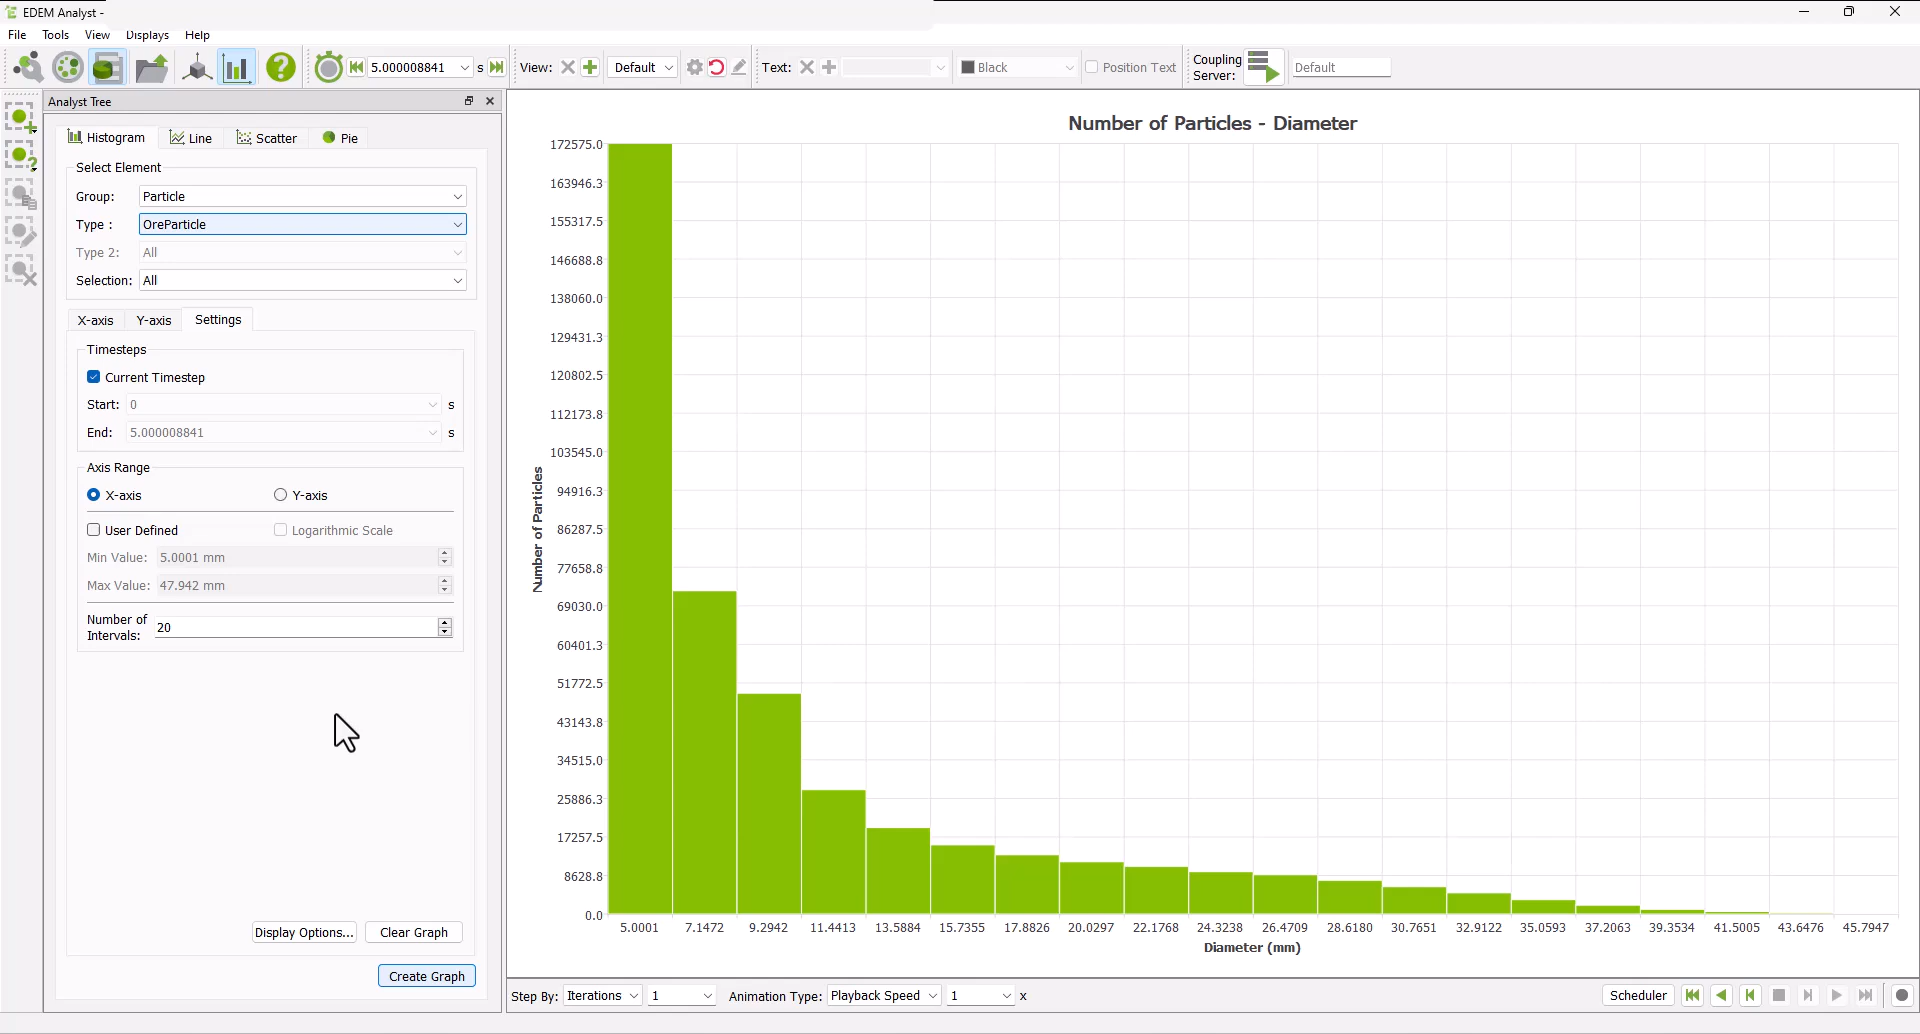 EDEM Analyst -
File Tools View Displays Help
5.000008841 s View: Default Text: Black Position Text Coupling Server: Default
Analyst Tree
Histogram Line Scatter Pie
Select Element
Group: Particle
Type : OreParticle
Type 2: All
Selection: All
X-axis Y-axis Settings
Timesteps
Current Timestep
Start: 0 s
End: 5.000008841 s
Axis Range
X-axis Y-axis
User Defined Logarithmic Scale
Min Value: 5.0001 mm
Max Value: 47.942 mm
Number of
Intervals: 20
Display Options... Clear Graph
Create Graph
Number of Particles - Diameter
172575.0
163946.3
155317.5
146688.8
138060.0
129431.3
120802.5
112173.8
103545.0
94916.3
86287.5
77658.8
69030.0
60401.3
51772.5
43143.8
34515.0
25886.3
17257.5
8628.8
0.0
Number of Particles
5.0001 7.1472 9.2942 11.4413 13.5884 15.7355 17.8826 20.0297 22.1768 24.3238 26.4709 28.6180 30.7651 32.9122 35.0593 37.2063 39.3534 41.5005 43.6476 45.7947
Diameter (mm)
Step By: Iterations 1 Animation Type: Playback Speed 1 x Scheduler